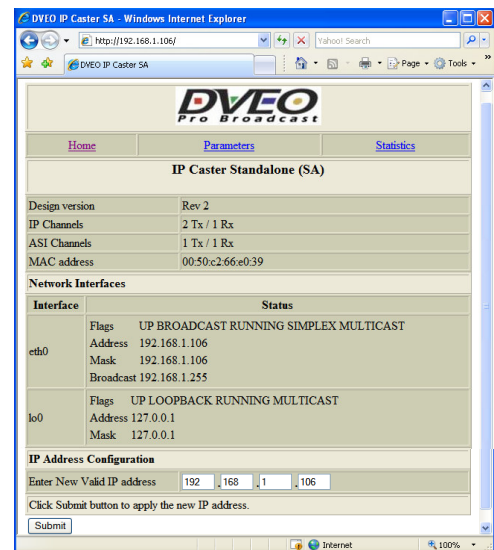 DVEO IP Caster SA - Windows Internet Explorer
http://192.168.1.106/
Yahoo! Search
DVEO IP Caster SA
Page
Tools
DVEO
Pro Broadcast
Home Parameters Statistics
IP Caster Standalone (SA)
Design version Rev 2
IP Channels 2 Tx / 1 Rx
ASI Channels 1 Tx / 1 Rx
MAC address 00:50:c2:66:e0:39
Network Interfaces
Interface Status
eth0
Flags UP BROADCAST RUNNING SIMPLEX MULTICAST
Address 192.168.1.106
Mask 192.168.1.106
Broadcast 192.168.1.255
lo0
Flags UP LOOPBACK RUNNING MULTICAST
Address 127.0.0.1
Mask 127.0.0.1
IP Address Configuration
Enter New Valid IP address 192 .168 .1 .106
Click Submit button to apply the new IP address.
Submit
Internet 100%